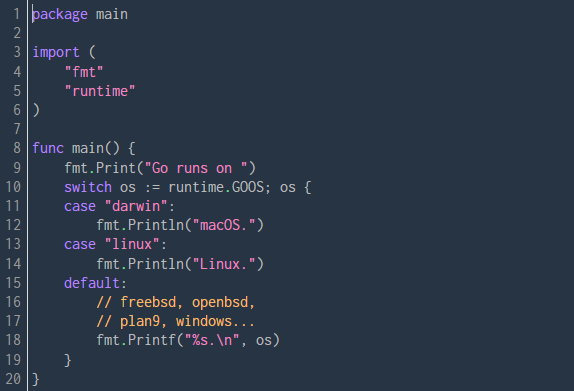 1 package main
2
3 import (
4     "fmt"
5     "runtime"
6 )
7
8 func main() {
9     fmt.Print("Go runs on ")
10     switch os := runtime.GOOS; os {
11     case "darwin":
12         fmt.Println("macOS.")
13     case "linux":
14         fmt.Println("Linux.")
15     default:
16         // freebsd, openbsd,
17         // plan9, windows...
18         fmt.Printf("%s.\n", os)
19     }
20 }